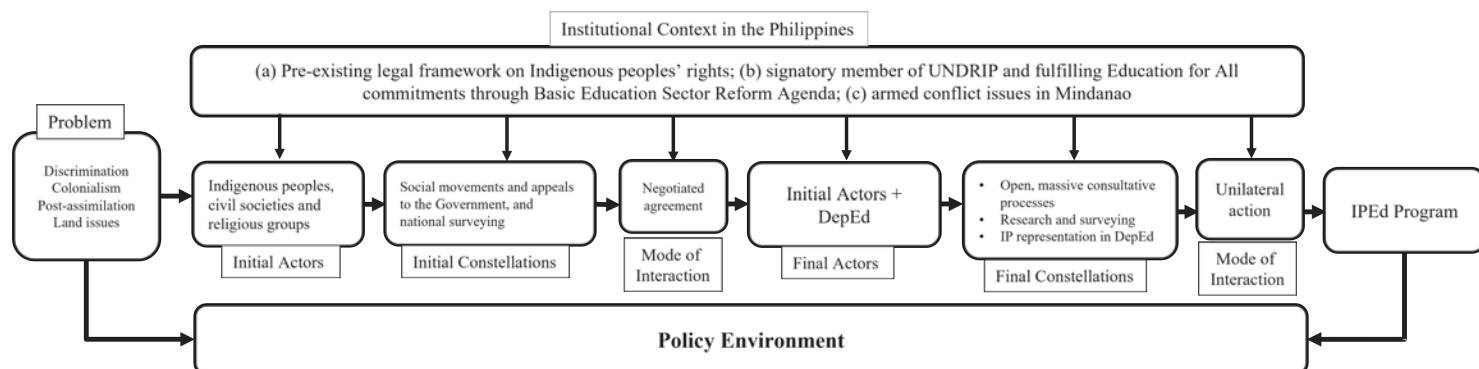 Institutional Context in the Philippines
(a) Pre-existing legal framework on Indigenous peoples' rights; (b) signatory member of UNDRIP and fulfilling Education for All
commitments through Basic Education Sector Reform Agenda; (c) armed conflict issues in Mindanao
Problem
Discrimination
Colonialism
Post-assimilation
Land issues
Indigenous peoples,
civil societies and
religious groups
Initial Actors
Social movements and appeals
to the Government, and
national surveying
Initial Constellations
Negotiated
agreement
Mode of
Interaction
Initial Actors +
DepEd
Final Actors
• Open, massive consultative
processes
• Research and surveying
• IP representation in DepEd
Final Constellations
Unilateral
action
Mode of
Interaction
IPEd Program
Policy Environment